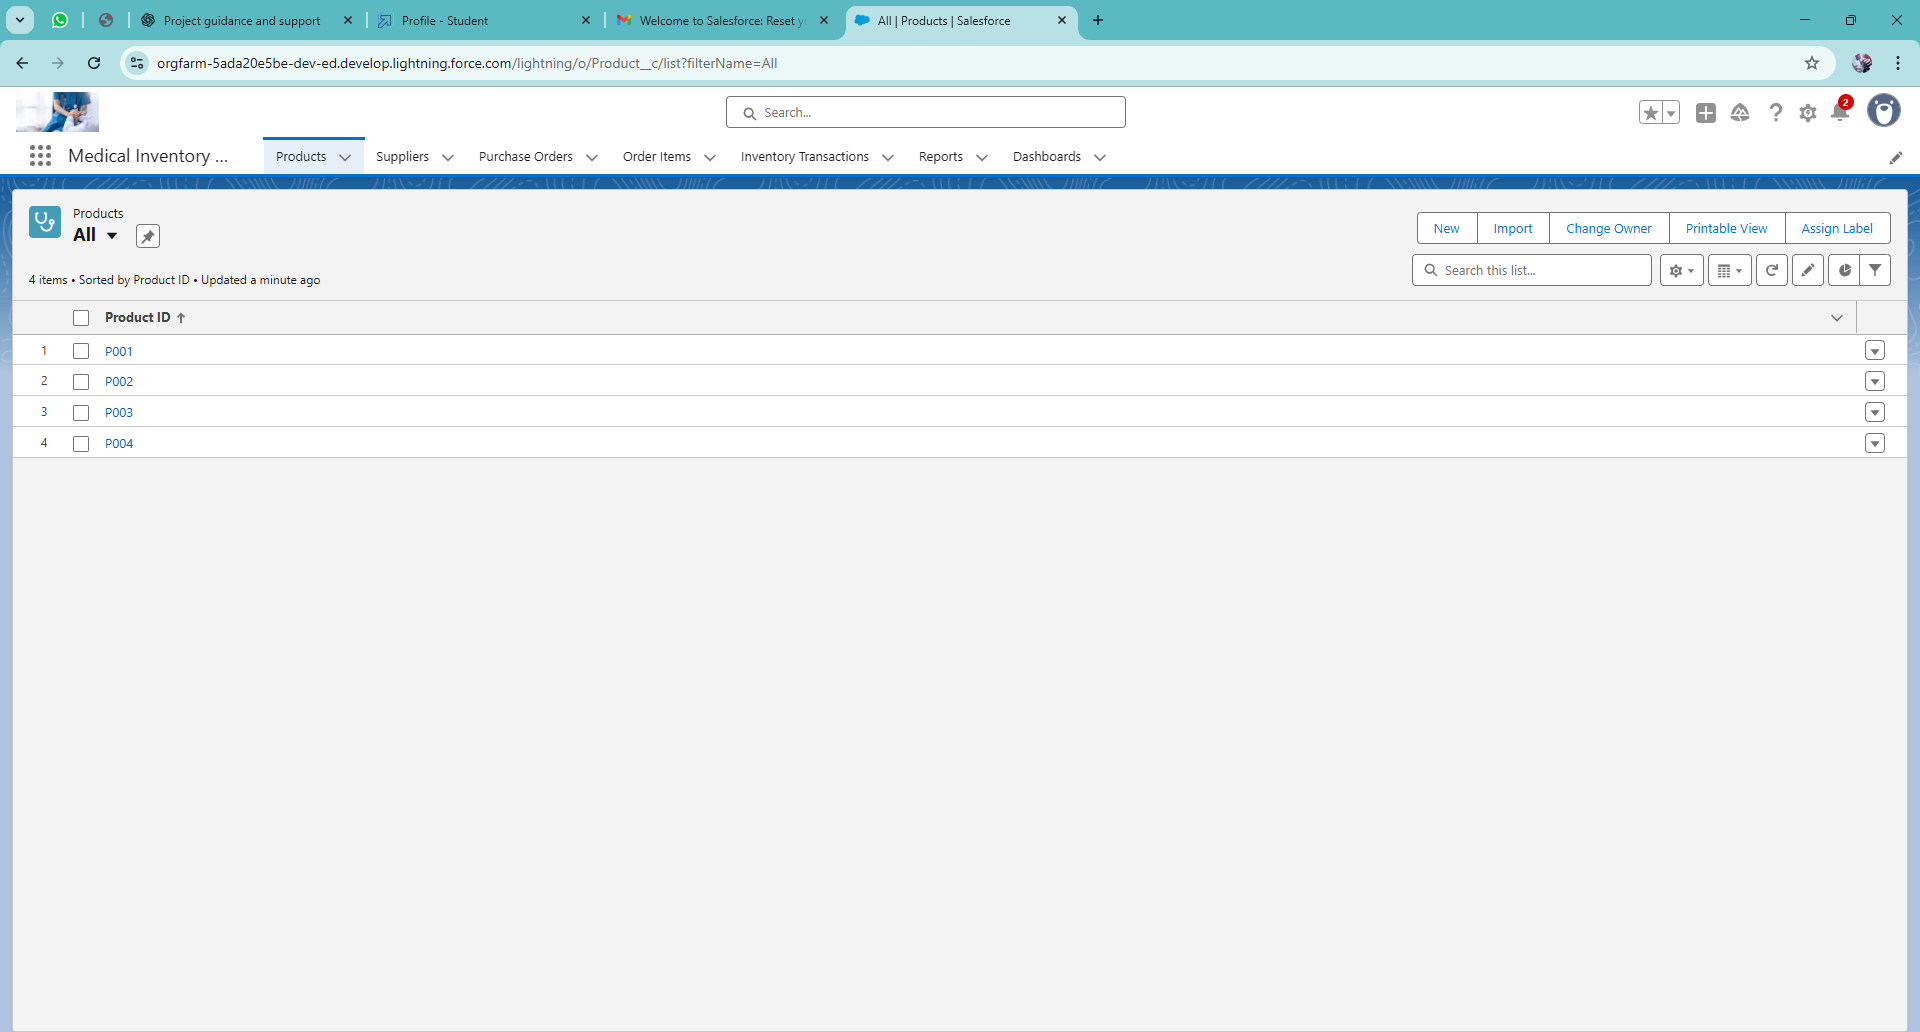 Project guidance and support
Profile - Student
Welcome to Salesforce: Reset y
All | Products | Salesforce
orgfarm-5ada20e5be-dev-ed.develop.lightning.force.com/lightning/o/Product__c/list?filterName=All
Search...
2
Medical Inventory ...
Products
Suppliers
Purchase Orders
Order Items
Inventory Transactions
Reports
Dashboards
Products
All
New
Import
Change Owner
Printable View
Assign Label
4 items • Sorted by Product ID • Updated a minute ago
Search this list...
Product ID
1 P001
2 P002
3 P003
4 P004